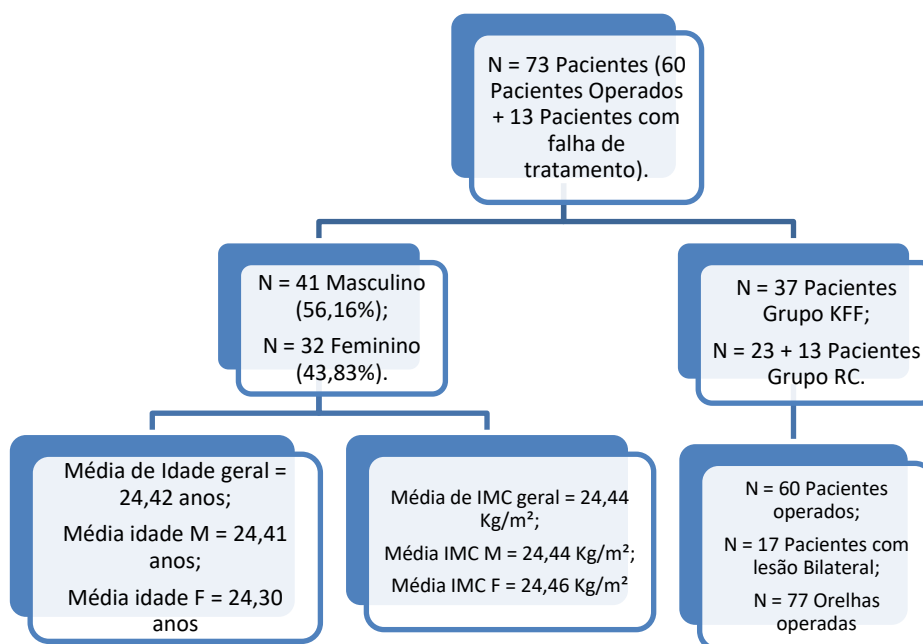 N = 73 Pacientes (60
Pacientes Operados
+ 13 Pacientes com
falha de
tratamento).
N = 41 Masculino
(56,16%);
N = 32 Feminino
(43,83%).
N = 37 Pacientes
Grupo KFF;
N = 23 + 13 Pacientes
Grupo RC.
Média de Idade geral =
24,42 anos;
Média idade M = 24,41
anos;
Média idade F = 24,30
anos
Média de IMC geral = 24,44
Kg/m²;
Média IMC M = 24,44 Kg/m²;
Média IMC F = 24,46 Kg/m²
N = 60 Pacientes
operados;
N = 17 Pacientes com
lesão Bilateral;
N = 77 Orelhas
operadas